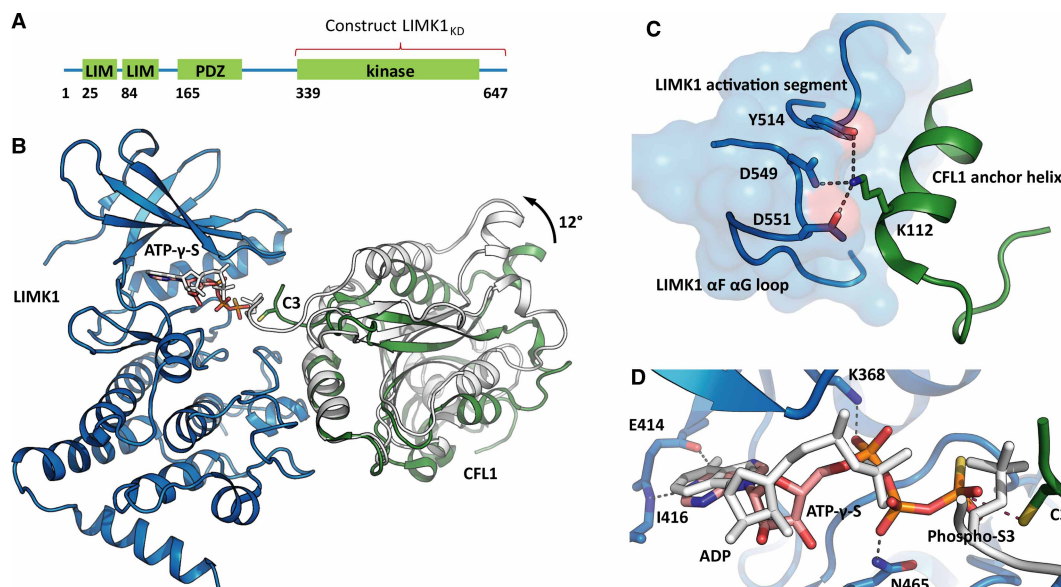 A
Construct LIMK1KD
LIM LIM PDZ kinase
1 25 84 165 339 647
B
ATP-γ-S
LIMK1
C3
12°
CFL1
C
LIMK1 activation segment
Y514
D549
CFL1 anchor helix
D551
K112
LIMK1 αF αG loop
D
K368
E414
I416
ATP-γ-S
Phospho-S3
ADP
N465